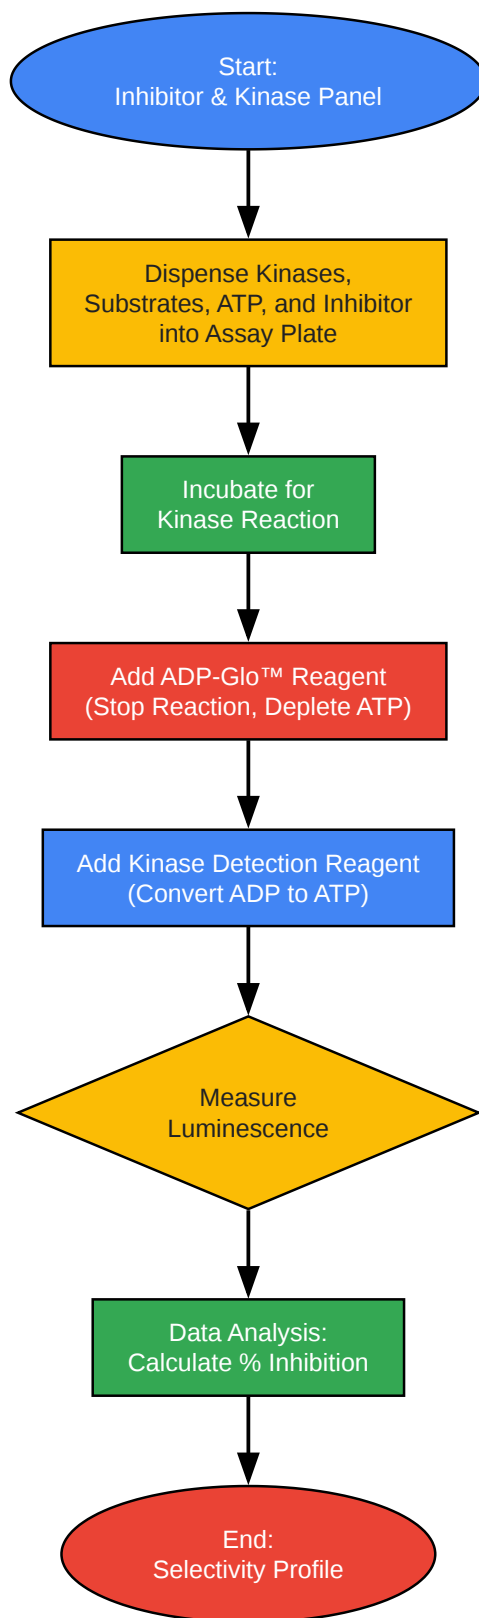 Start:
Inhibitor & Kinase Panel
Dispense Kinases,
Substrates, ATP, and Inhibitor
into Assay Plate
Incubate for
Kinase Reaction
Add ADP-Glo™ Reagent
(Stop Reaction, Deplete ATP)
Add Kinase Detection Reagent
(Convert ADP to ATP)
Measure
Luminescence
Data Analysis:
Calculate % Inhibition
End:
Selectivity Profile